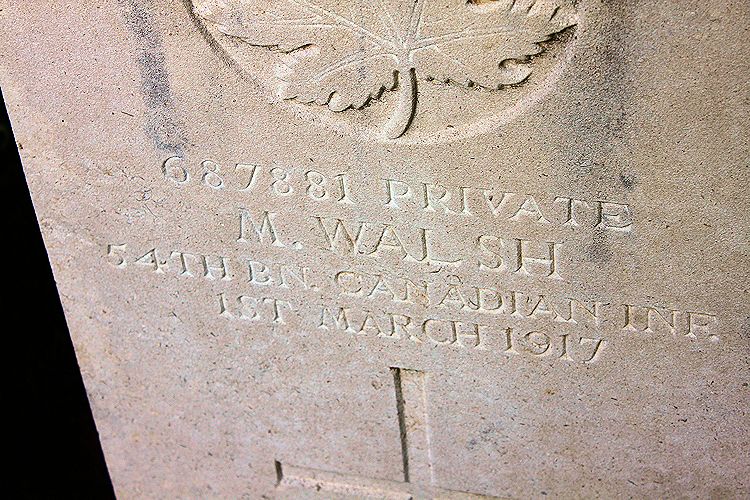 687881 PRIVATE
M. WALSH
54TH BN. CANADIAN INF.
1ST MARCH 1917